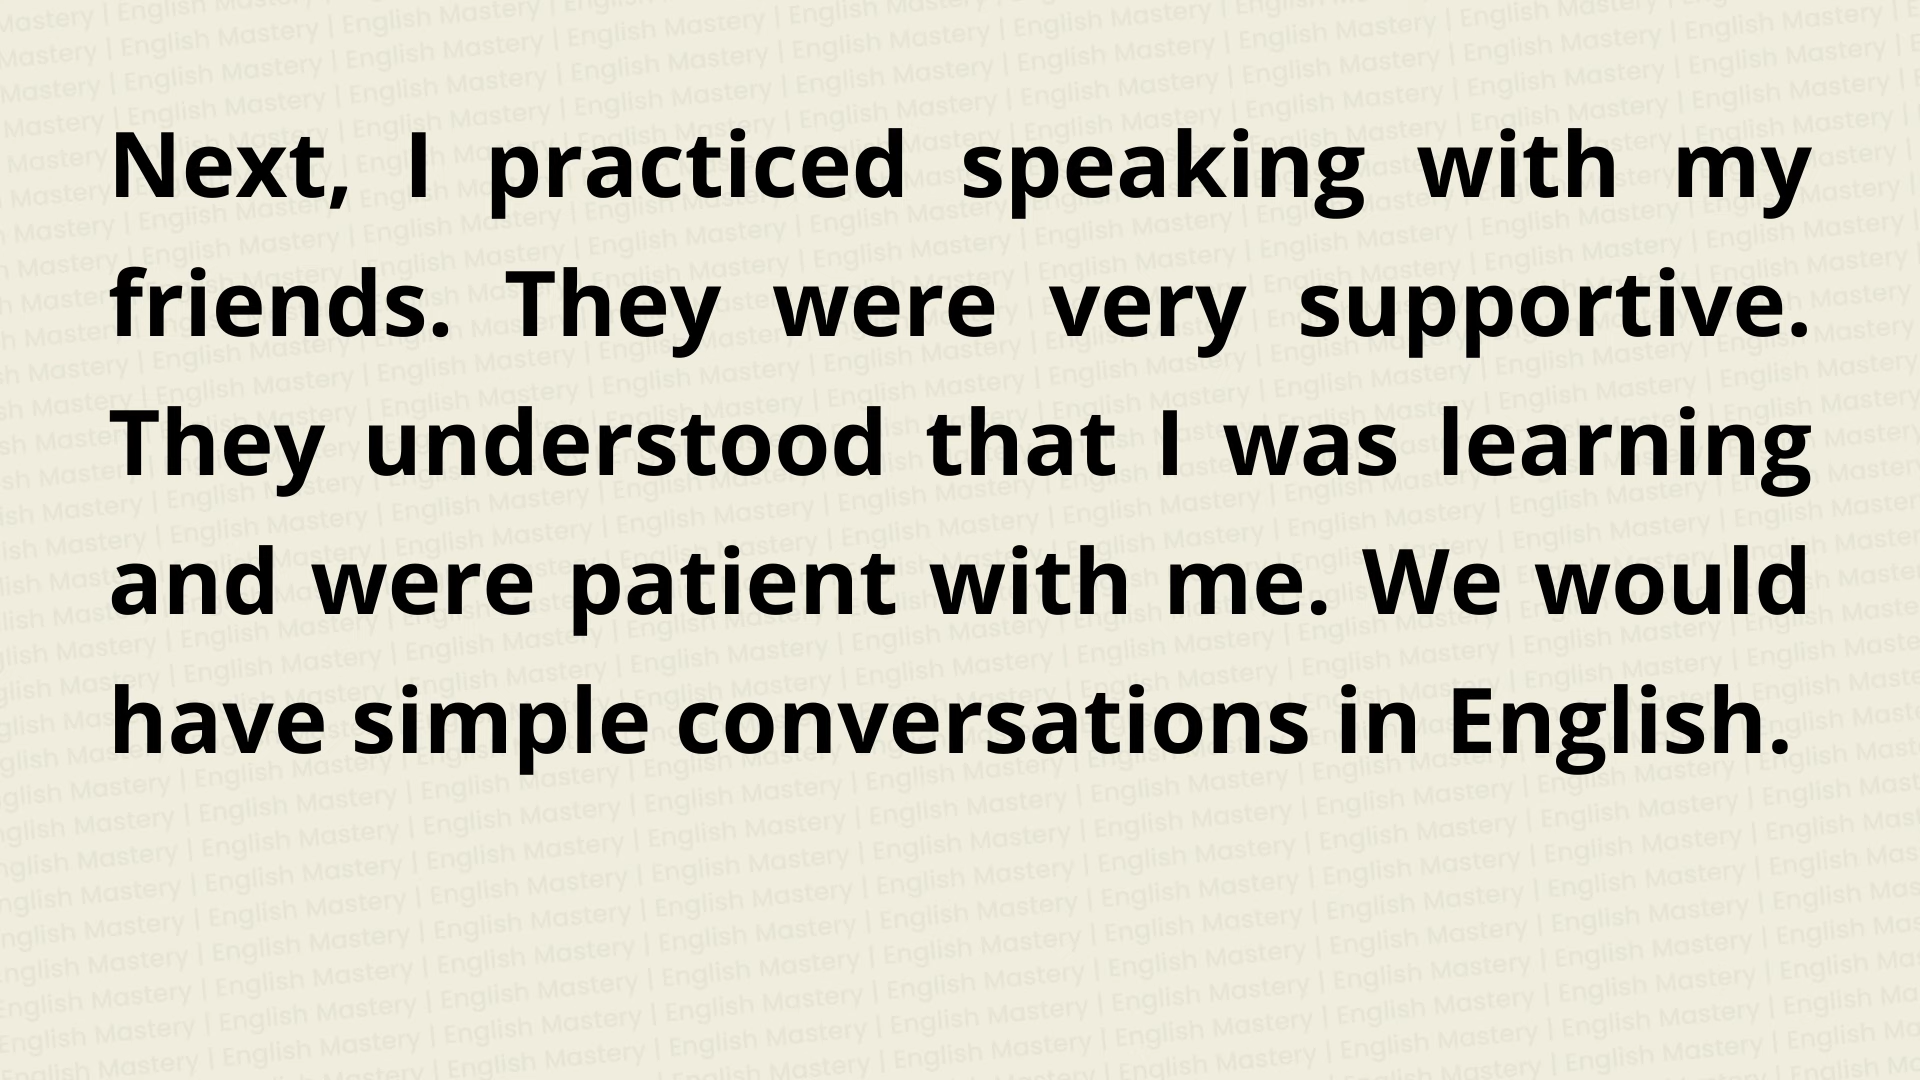 Next, I practiced speaking with my
friends. They were very supportive.
They understood that I was learning
and were patient with me. We would
have simple conversations in English.